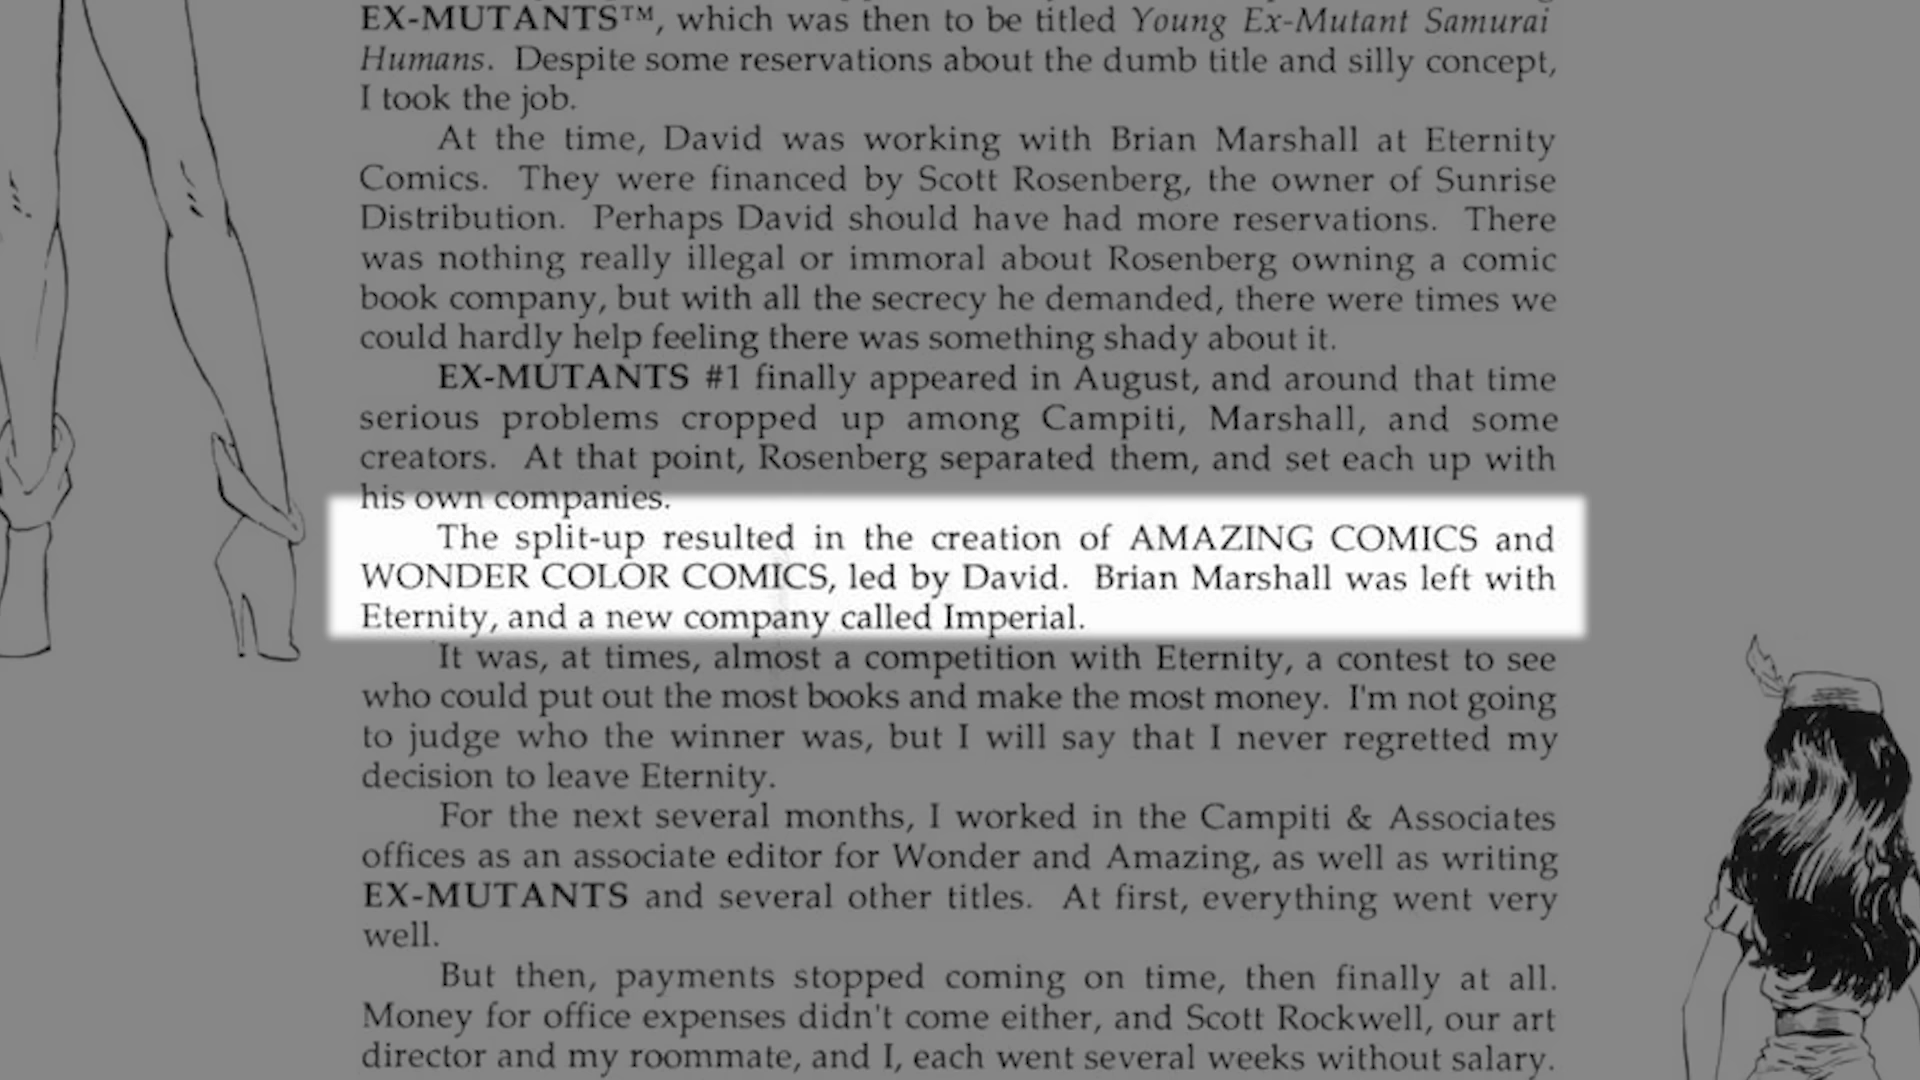 EX-MUTANTS™, which was then to be titled Young Ex-Mutant Samurai
Humans. Despite some reservations about the dumb title and silly concept,
I took the job.
At the time, David was working with Brian Marshall at Eternity
Comics. They were financed by Scott Rosenberg, the owner of Sunrise
Distribution. Perhaps David should have had more reservations. There
was nothing really illegal or immoral about Rosenberg owning a comic
book company, but with all the secrecy he demanded, there were times we
could hardly help feeling there was something shady about it.
EX-MUTANTS #1 finally appeared in August, and around that time
serious problems cropped up among Campiti, Marshall, and some
creators. At that point, Rosenberg separated them, and set each up with
his own companies.
The split-up resulted in the creation of AMAZING COMICS and
WONDER COLOR COMICS, led by David. Brian Marshall was left with
Eternity, and a new company called Imperial.
It was, at times, almost a competition with Eternity, a contest to see
who could put out the most books and make the most money. I'm not going
to judge who the winner was, but I will say that I never regretted my
decision to leave Eternity.
For the next several months, I worked in the Campiti & Associates
offices as an associate editor for Wonder and Amazing, as well as writing
EX-MUTANTS and several other titles. At first, everything went very
well.
But then, payments stopped coming on time, then finally at all.
Money for office expenses didn't come either, and Scott Rockwell, our art
director and my roommate, and I, each went several weeks without salary.